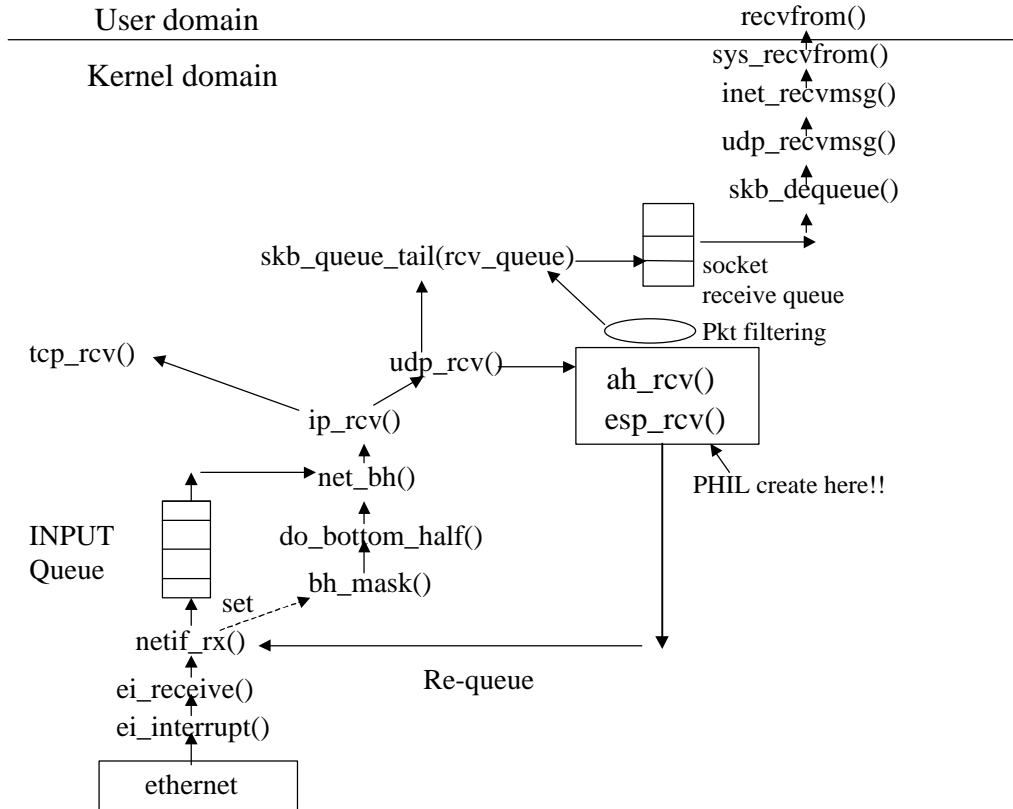 User domain
recvfrom()
sys_recvfrom()
Kernel domain
inet_recvmsg()
udp_recvmsg()
skb_dequeue()
skb_queue_tail(rcv_queue)
socket
receive queue
Pkt filtering
tcp_rcv()
udp_rcv()
ah_rcv()
esp_rcv()
ip_rcv()
net_bh()
PHIL create here!!
INPUT
Queue
do_bottom_half()
bh_mask()
set
netif_rx()
Re-queue
ei_receive()
ei_interrupt()
ethernet